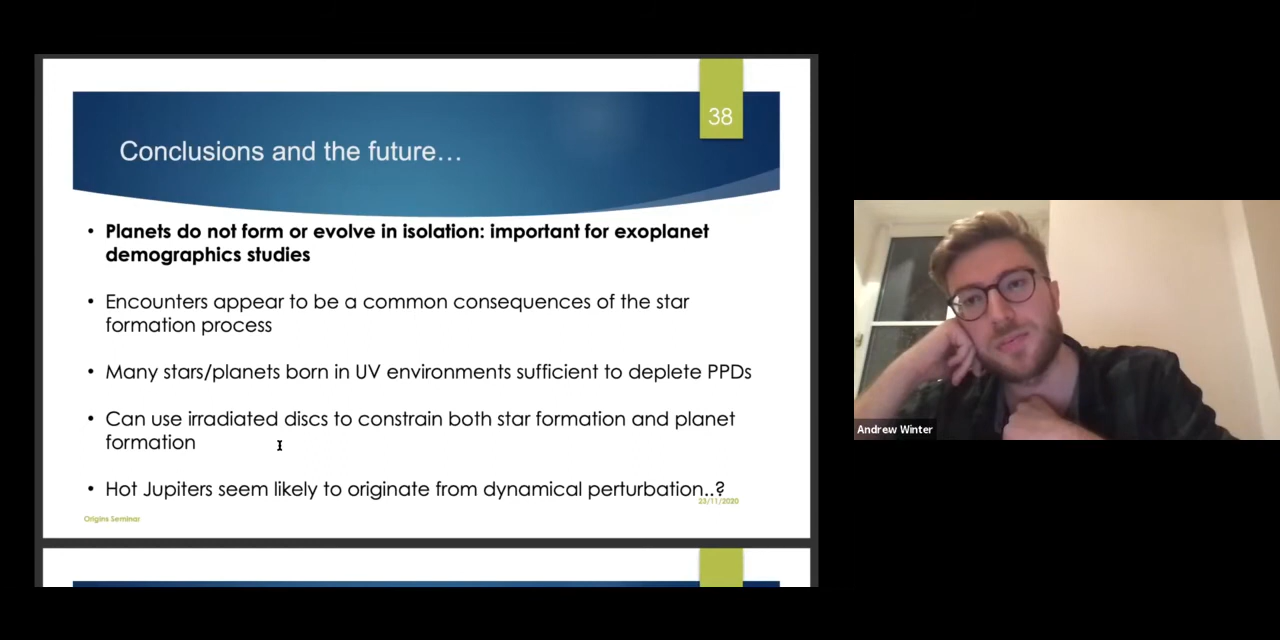 38
Conclusions and the future…
• Planets do not form or evolve in isolation: important for exoplanet
demographics studies
• Encounters appear to be a common consequences of the star
formation process
• Many stars/planets born in UV environments sufficient to deplete PPDs
• Can use irradiated discs to constrain both star formation and planet
formation
• Hot Jupiters seem likely to originate from dynamical perturbation..?
23/11/2020
Origins Seminar
Andrew Winter